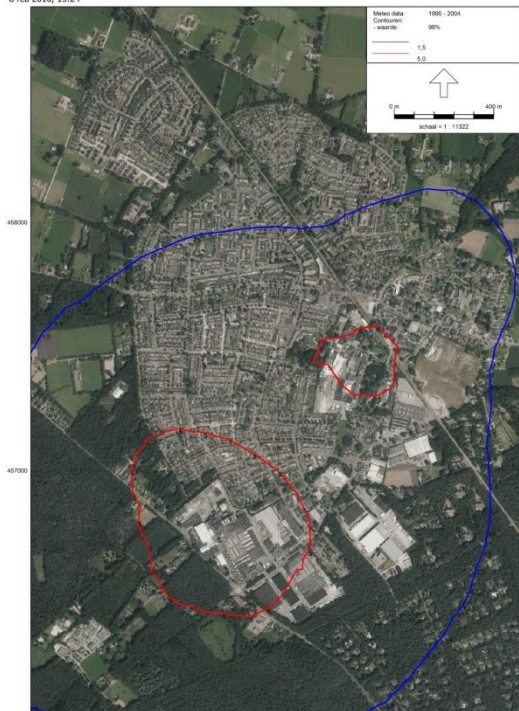 Meteo data: 1995 - 2004
Contouren:
- waarde: 98%
1,5
5,0
0 m 400 m
schaal = 1 : 11322
458000
457000